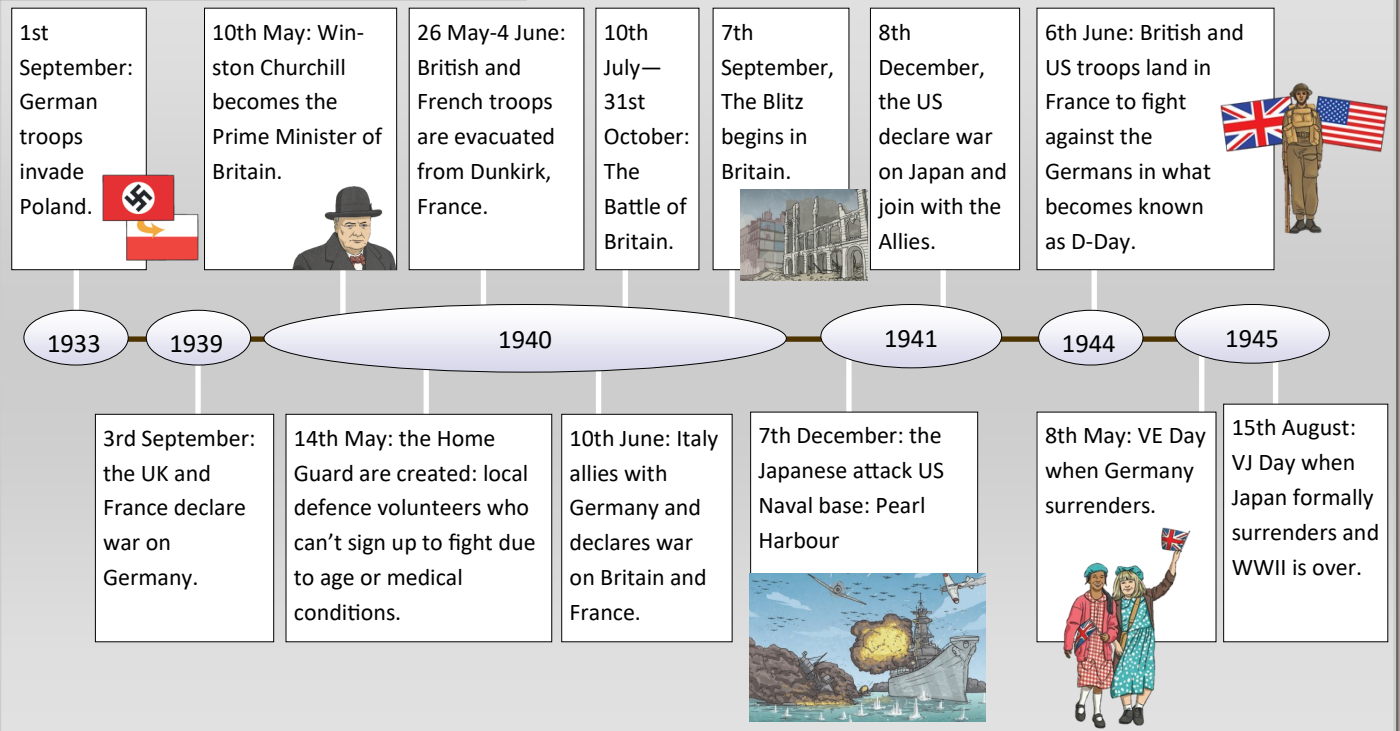 1st
September:
German
troops
invade
Poland.
10th May: Win-
ston Churchill
becomes the
Prime Minister of
Britain.
26 May-4 June:
British and
French troops
are evacuated
from Dunkirk,
France.
10th
July—
31st
October:
The
Battle of
Britain.
7th
September,
The Blitz
begins in
Britain.
8th
December,
the US
declare war
on Japan and
join with the
Allies.
6th June: British and
US troops land in
France to fight
against the
Germans in what
becomes known
as D-Day.
1933
1939
1940
1941
1944
1945
3rd September:
the UK and
France declare
war on
Germany.
14th May: the Home
Guard are created: local
defence volunteers who
can't sign up to fight due
to age or medical
conditions.
10th June: Italy
allies with
Germany and
declares war
on Britain and
France.
7th December: the
Japanese attack US
Naval base: Pearl
Harbour
8th May: VE Day
when Germany
surrenders.
15th August:
VJ Day when
Japan formally
surrenders and
WWII is over.